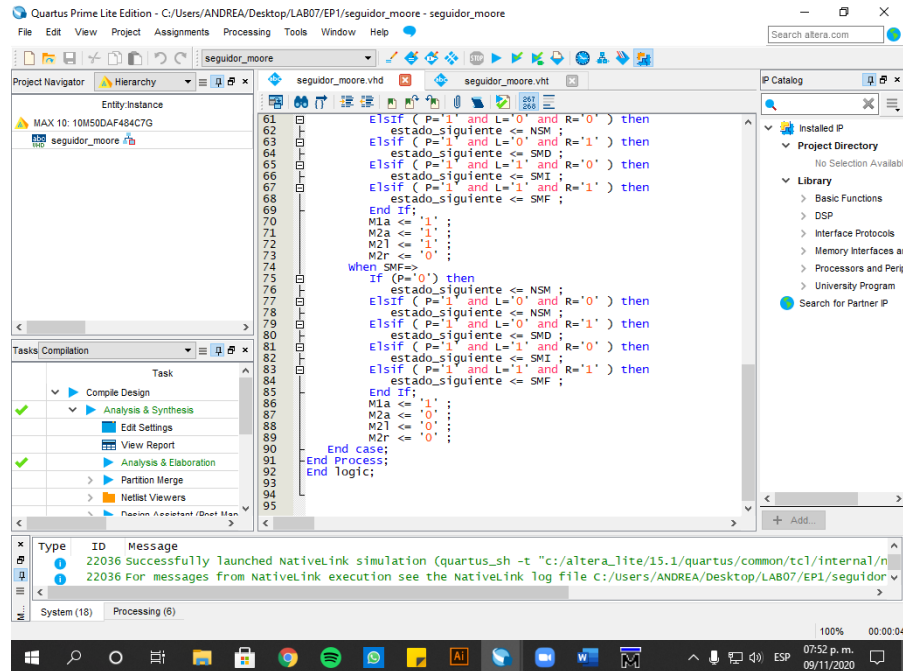 Quartus Prime Lite Edition - C:/Users/ANDREA/Desktop/LAB07/EP1/seguidor_moore - seguidor_moore
File Edit View Project Assignments Processing Tools Window Help
Search altera.com
seguidor_moore
Project Navigator Hierarchy
Entity:Instance
MAX 10: 10M50DAF484C7G
seguidor_moore
Tasks Compilation
Task
Compile Design
Analysis & Synthesis
Edit Settings
View Report
Analysis & Elaboration
Partition Merge
Netlist Viewers
Design Assistant (Post Map
seguidor_moore.vhd seguidor_moore.vht
267
268
61 ElsIf ( P='1' and L='0' and R='0' ) then
62 estado_siguiente <= NSM ;
63 ElsIf ( P='1' and L='0' and R='1' ) then
64 estado_siguiente <= SMD ;
65 ElsIf ( P='1' and L='1' and R='0' ) then
66 estado_siguiente <= SMI ;
67 ElsIf ( P='1' and L='1' and R='1' ) then
68 estado_siguiente <= SMF ;
69 End If;
70 M1a <= '1' ;
71 M2a <= '1' ;
72 M2l <= '1' ;
73 M2r <= '0' ;
74 When SMF=>
75 If (P='0') then
76 estado_siguiente <= NSM ;
77 ElsIf ( P='1' and L='0' and R='0' ) then
78 estado_siguiente <= NSM ;
79 ElsIf ( P='1' and L='0' and R='1' ) then
80 estado_siguiente <= SMD ;
81 ElsIf ( P='1' and L='1' and R='0' ) then
82 estado_siguiente <= SMI ;
83 ElsIf ( P='1' and L='1' and R='1' ) then
84 estado_siguiente <= SMF ;
85 End If;
86 M1a <= '1' ;
87 M2a <= '0' ;
88 M2l <= '0' ;
89 M2r <= '0' ;
90 End case;
91 End Process;
92 End logic;
93
94
95
IP Catalog
Installed IP
Project Directory
No Selection Availabl
Library
Basic Functions
DSP
Interface Protocols
Memory Interfaces a
Processors and Perip
University Program
Search for Partner IP
+ Add...
Type ID Message
22036 Successfully launched NativeLink simulation (quartus_sh -t "c:/altera_lite/15.1/quartus/common/tcl/internal/n
22036 For messages from NativeLink execution see the NativeLink log file C:/Users/ANDREA/Desktop/LAB07/EP1/seguidor
System (18) Processing (6)
100% 00:00:04
ESP
07:52 p. m.
09/11/2020